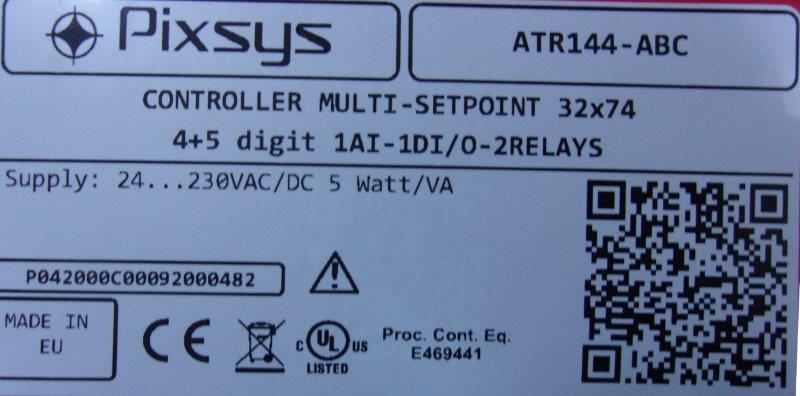 Pixsys
ATR144-ABC
CONTROLLER MULTI-SETPOINT 32x74
4+5 digit 1AI-1DI/O-2RELAYS
Supply: 24...230VAC/DC 5 Watt/VA
P042000C00092000482
MADE IN
EU
CE
C UL US
LISTED
Proc. Cont. Eq.
E469441